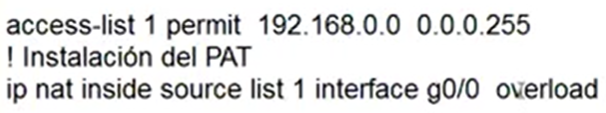 access-list 1 permit  192.168.0.0  0.0.0.255
! Instalación del PAT
ip nat inside source list 1 interface g0/0  overload